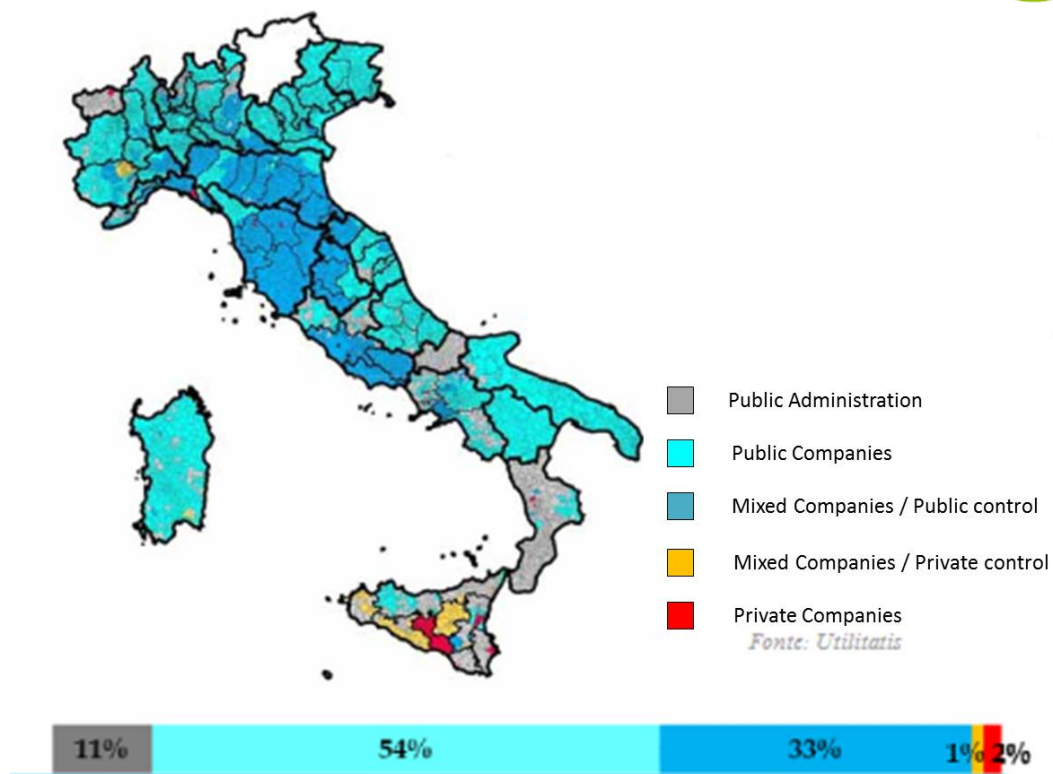 Public Administration
Public Companies
Mixed Companies / Public control
Mixed Companies / Private control
Private Companies
Fonte: Utilitatis
11% 54% 33% 1% 2%